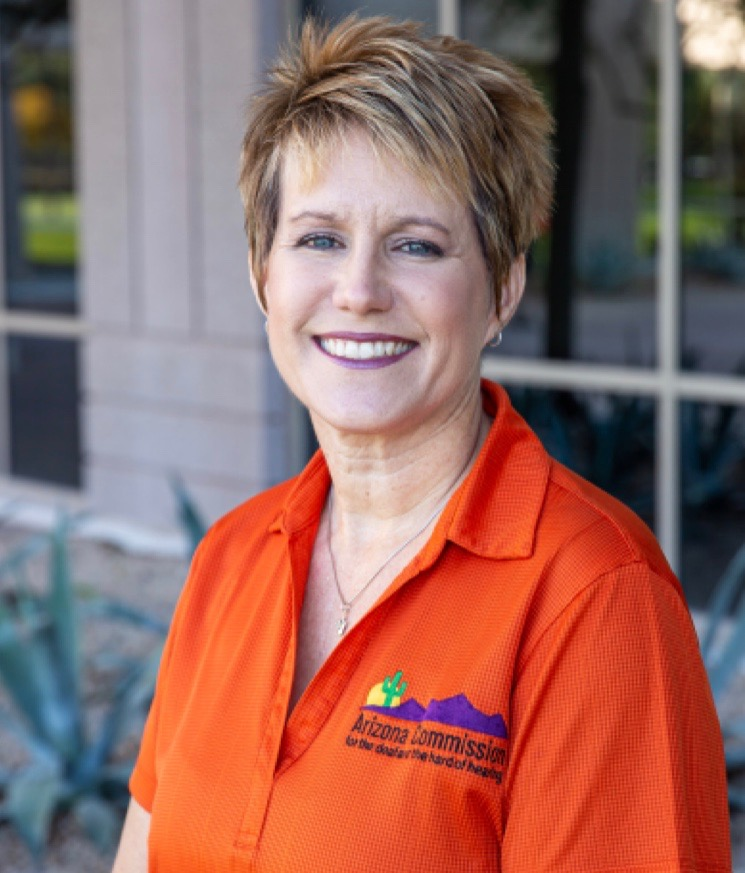 Arizona Commission
for the deaf and the hard of hearing